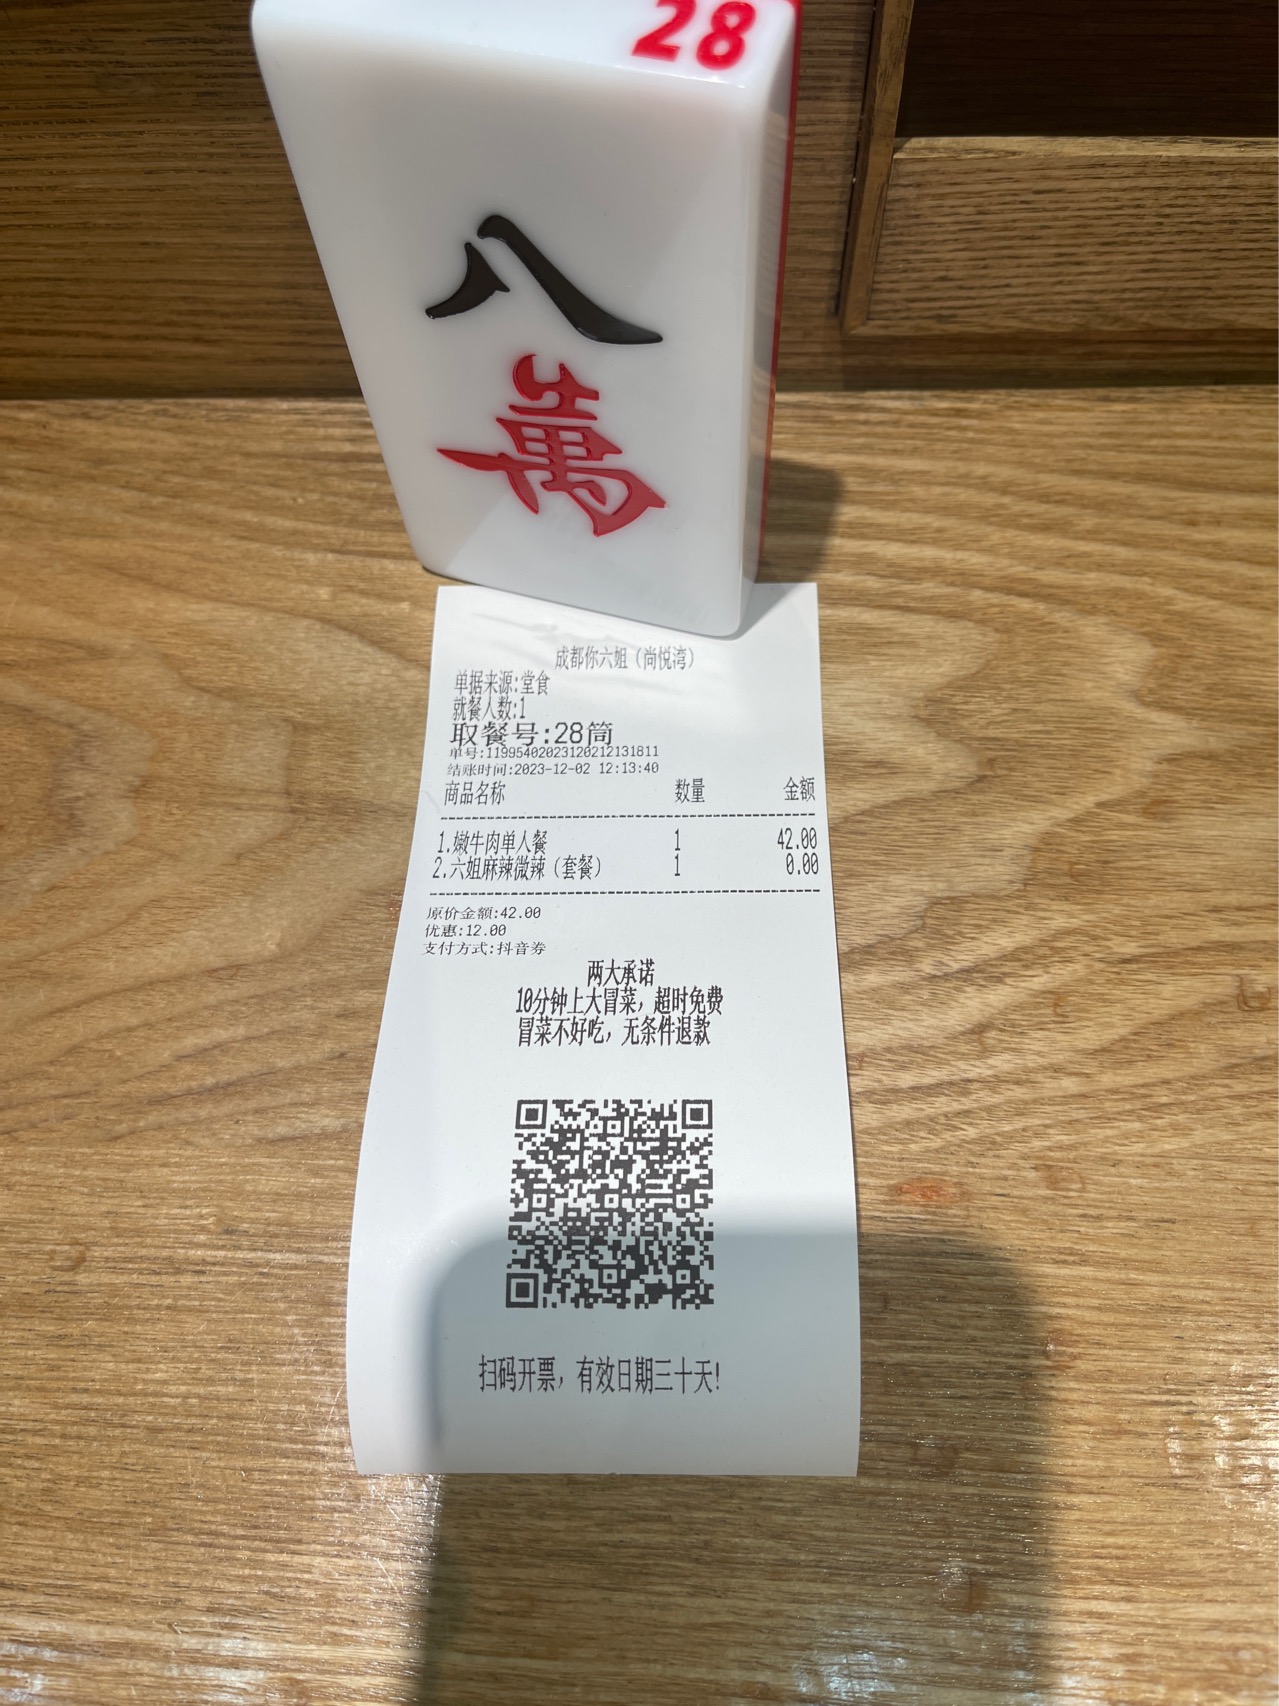 28
八
萬
成都你六姐（尚悦湾）
单据来源:堂食
就餐人数:1
取餐号:28筒
单号:11995402023120212131811
结账时间:2023-12-02 12:13:40
商品名称 数量 金额
1.嫩牛肉单人餐 1 42.00
2.六姐麻辣微辣（套餐） 1 0.00
原价金额:42.00
优惠:12.00
支付方式:抖音券
两大承诺
10分钟上大冒菜，超时免费
冒菜不好吃，无条件退款
扫码开票，有效日期三十天!